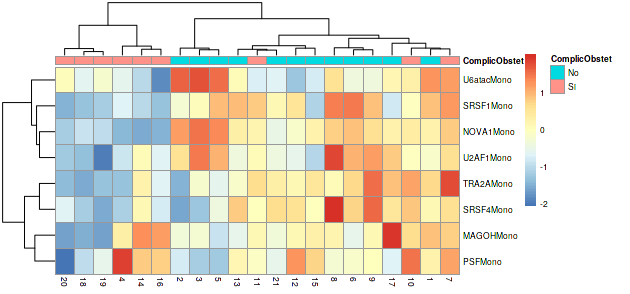 ComplicObstet
U6atacMono
SRSF1Mono
NOVA1Mono
U2AF1Mono
TRA2AMono
SRSF4Mono
MAGOHMono
PSFMono
20 18 19 4 14 16 2 3 5 13 11 21 12 15 8 6 9 17 10 1 7
1
0
-1
-2
ComplicObstet
No
Si